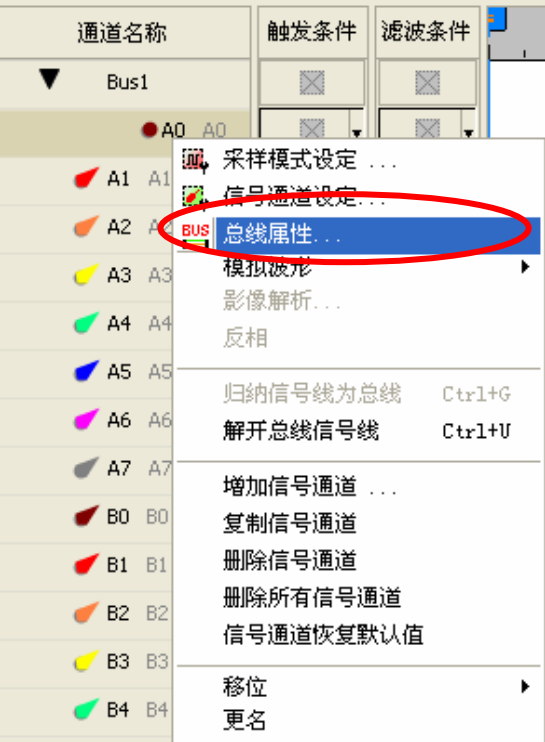 通道名称 触发条件 滤波条件
Bus1
A0 A0
A1 A1
A2 A2
A3 A3
A4 A4
A5 A5
A6 A6
A7 A7
B0 B0
B1 B1
B2 B2
B3 B3
B4 B4
采样模式设定 ...
信号通道设定...
BUS 总线属性...
模拟波形
影像解析...
反相
归纳信号线为总线 Ctrl+G
解开总线信号线 Ctrl+U
增加信号通道 ...
复制信号通道
删除信号通道
删除所有信号通道
信号通道恢复默认值
移位
更名